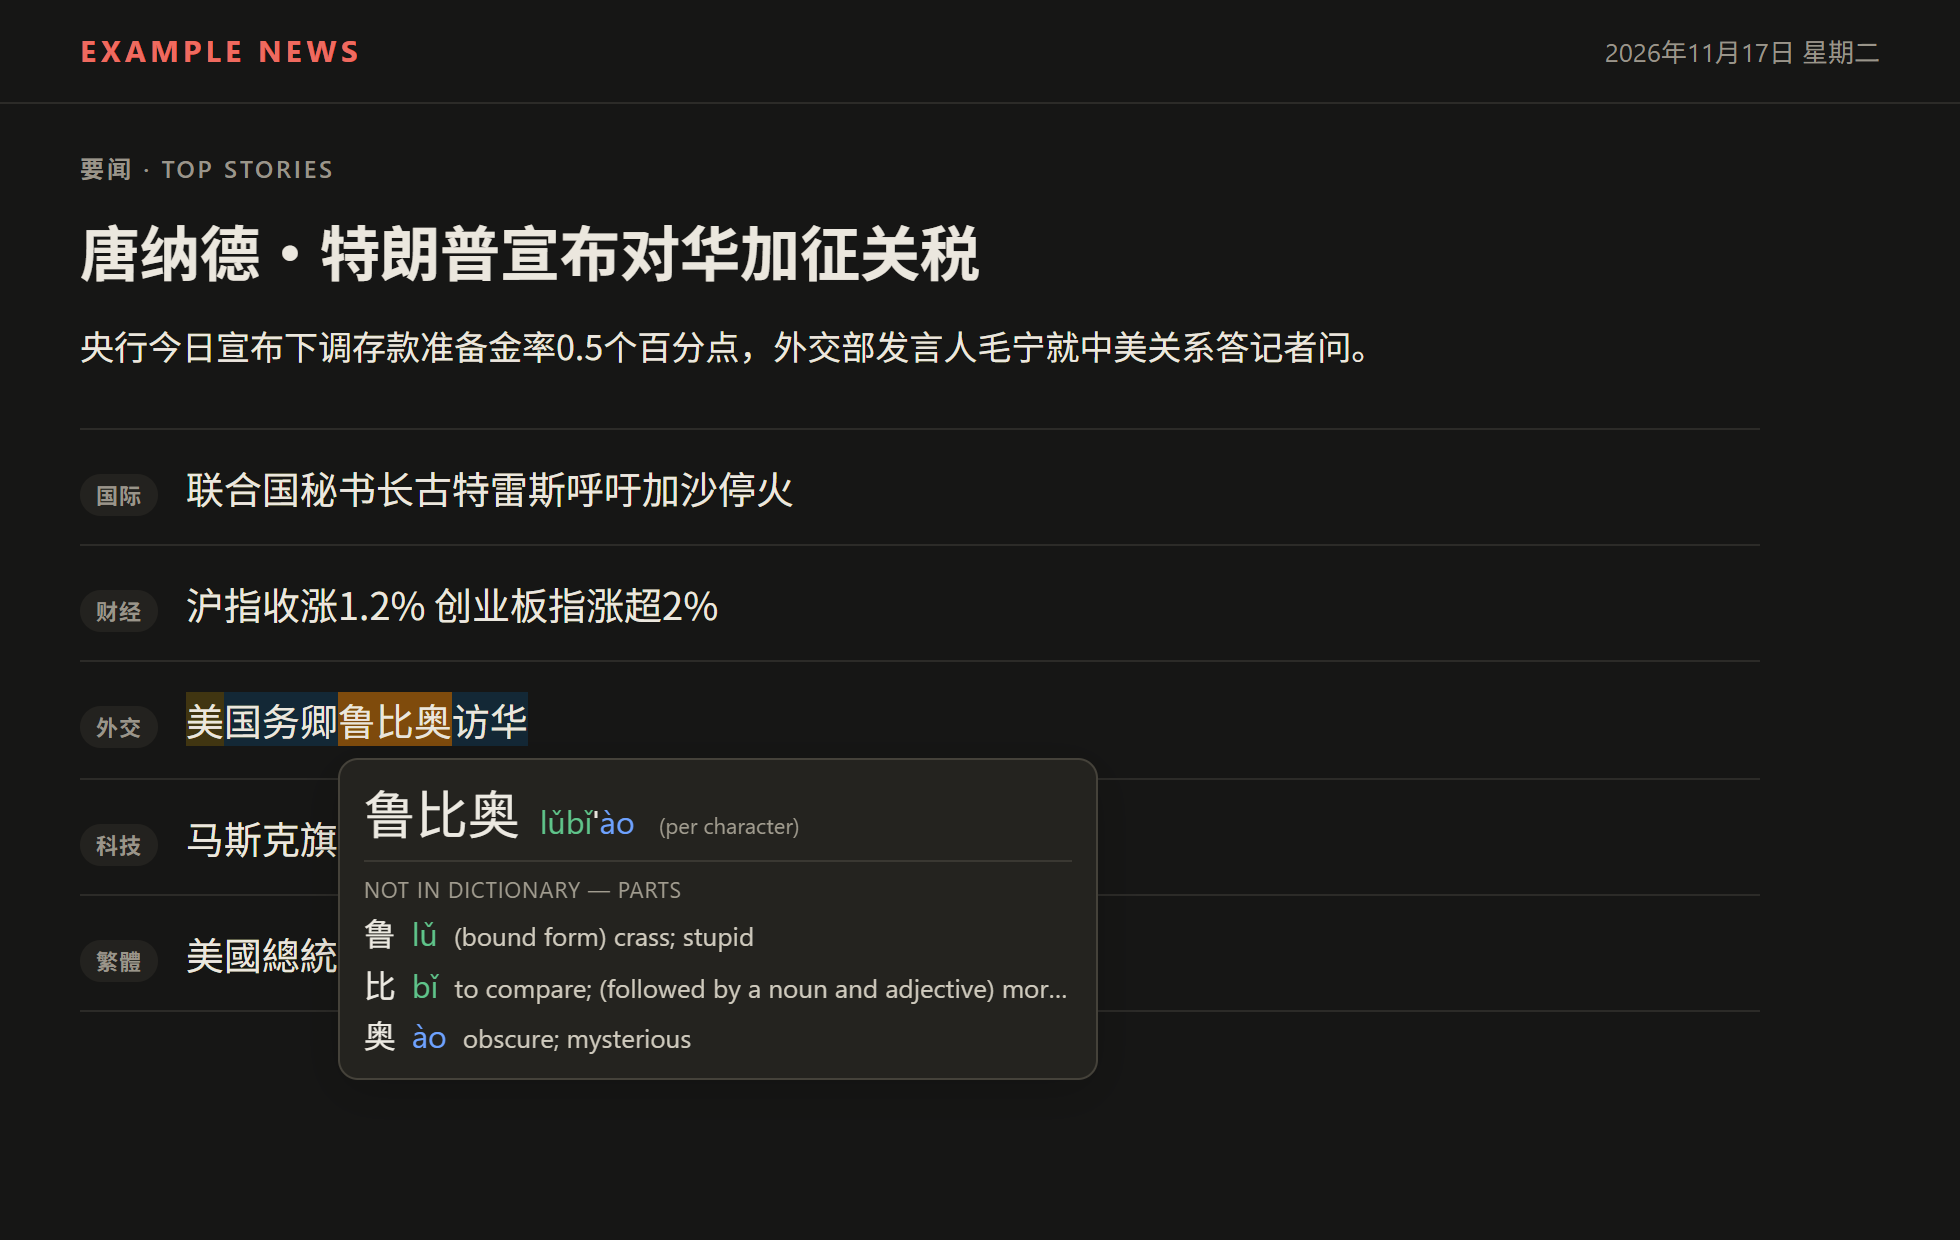 EXAMPLE NEWS
2026年11月17日 星期二
要闻 · TOP STORIES
唐纳德·特朗普宣布对华加征关税
央行今日宣布下调存款准备金率0.5个百分点，外交部发言人毛宁就中美关系答记者问。
国际 联合国秘书长古特雷斯呼吁加沙停火
财经 沪指收涨1.2% 创业板指涨超2%
外交 美国务卿鲁比奥访华
科技 马斯克旗
繁體 美國總統
鲁比奥 lǔbǐ'ào (per character)
NOT IN DICTIONARY — PARTS
鲁 lǔ (bound form) crass; stupid
比 bǐ to compare; (followed by a noun and adjective) mor...
奥 ào obscure; mysterious